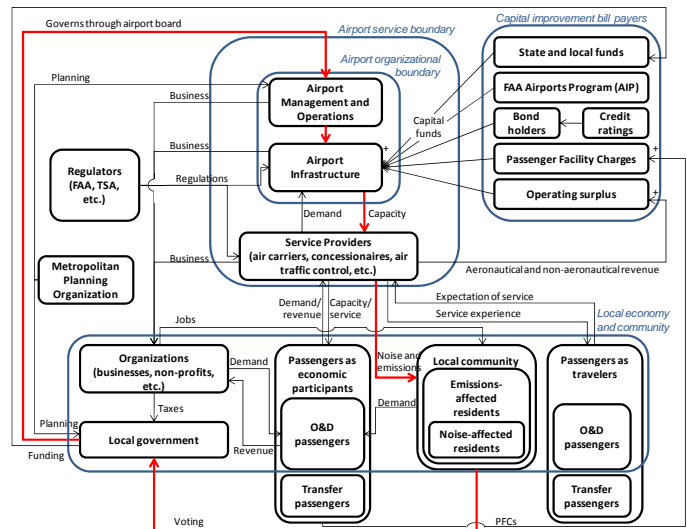 Governs through airport board
Airport service boundary
Capital improvement bill payers
Airport organizational
boundary
State and local funds
Planning
Airport
Management and
Operations
FAA Airports Program (AIP)
Business
Capital
funds
Bond
holders
Credit
ratings
Business
+
+
Airport
Infrastructure
Passenger Facility Charges
Regulators
(FAA, TSA,
etc.)
Regulations
+
Operating surplus
Demand
Capacity
Service Providers
(air carriers, concessionaires, air
traffic control, etc.)
Business
Aeronautical and non-aeronautical revenue
Metropolitan
Planning
Organization
Demand/
revenue
Capacity/
service
Expectation of service
Service experience
Local economy
and community
Jobs
Organizations
(businesses, non-profits,
etc.)
Demand
Passengers as
economic
participants
Noise and
emissions
Local community
Passengers as
travelers
Emissions-
affected
residents
Taxes
Demand
O&D
passengers
O&D
passengers
Planning
Local government
Revenue
Noise-affected
residents
Funding
Transfer
passengers
Transfer
passengers
Voting
PFCs